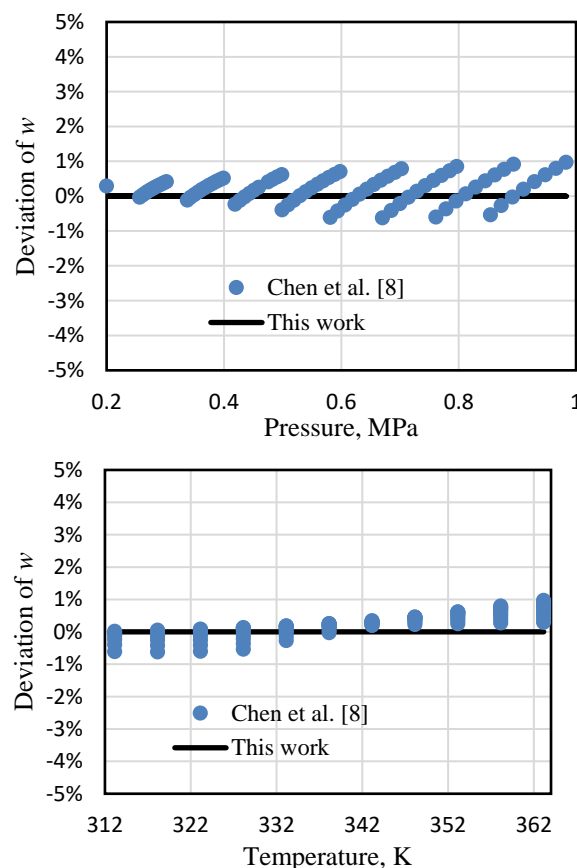 5%
4%
3%
2%
1%
0%
-1%
-2%
-3%
-4%
-5%
Deviation of w
Chen et al. [8]
This work
0.2 0.4 0.6 0.8 1
Pressure, MPa
5%
4%
3%
2%
1%
0%
-1%
-2%
-3%
-4%
-5%
Deviation of w
Chen et al. [8]
This work
312 322 332 342 352 362
Temperature, K